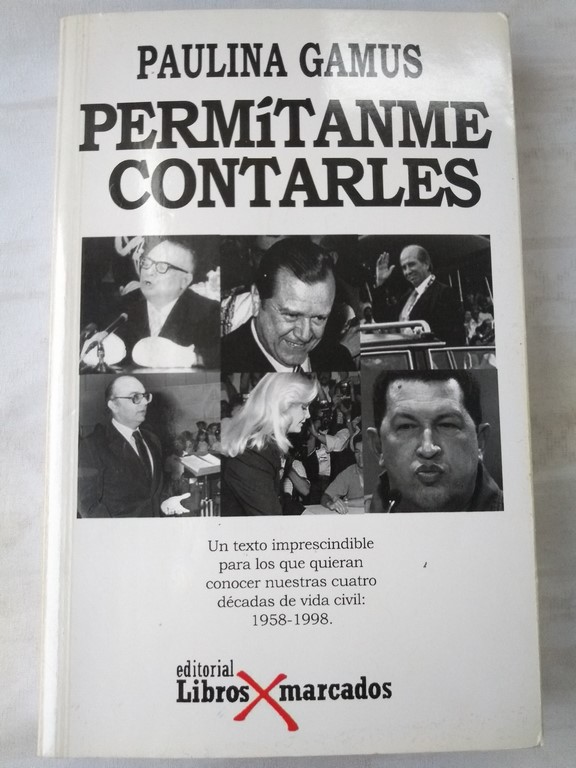 PAULINA GAMUS
PERMíTANME
CONTARLES
Un texto imprescindible
para los que quieran
conocer nuestras cuatro
décadas de vida civil:
1958-1998.
editorial
Libros X marcados